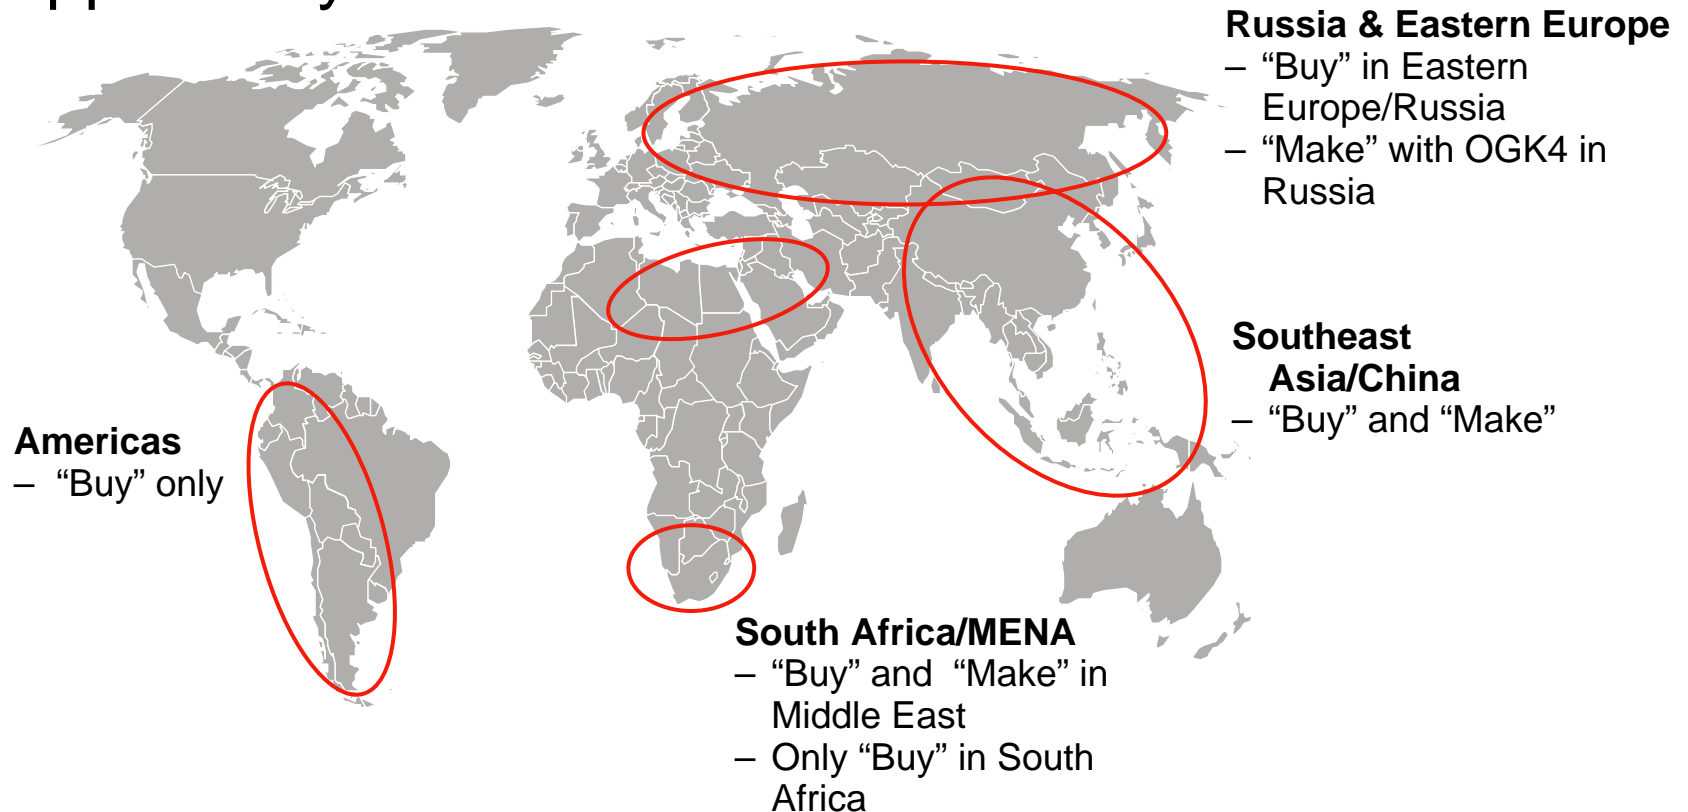 Russia & Eastern Europe
– “Buy” in Eastern
Europe/Russia
– “Make” with OGK4 in
Russia
Southeast
Asia/China
– “Buy” and “Make”
Americas
– “Buy” only
South Africa/MENA
– “Buy” and “Make” in
Middle East
– Only “Buy” in South
Africa